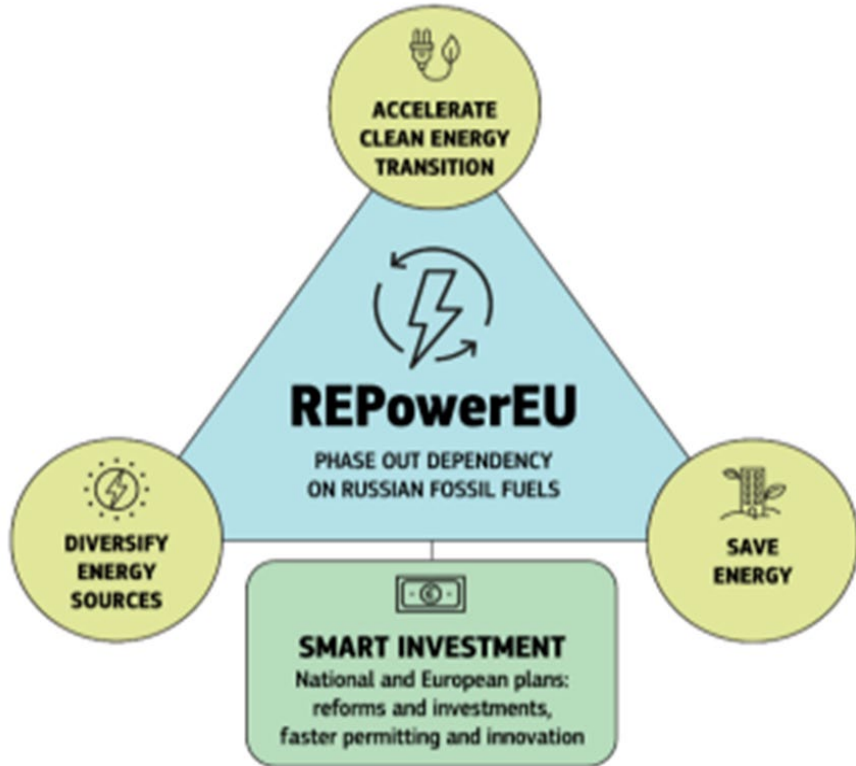 ACCELERATE
CLEAN ENERGY
TRANSITION
REPowerEU
PHASE OUT DEPENDENCY
ON RUSSIAN FOSSIL FUELS
DIVERSIFY
ENERGY
SOURCES
SAVE
ENERGY
SMART INVESTMENT
National and European plans:
reforms and investments,
faster permitting and innovation